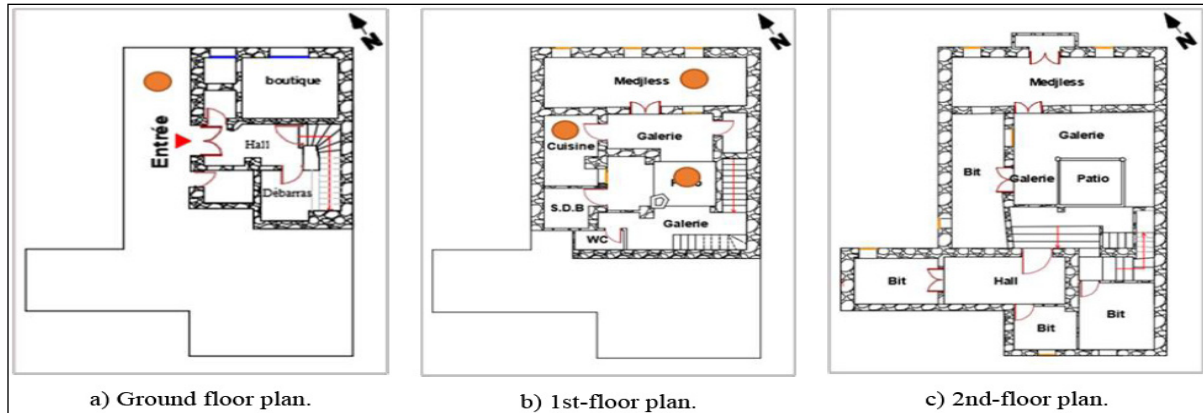 N
boutique
Entrée
Hall
Débarras
a) Ground floor plan.
N
Medjless
Cuisine
Galerie
S.D.B
Galerie
WC
b) 1st-floor plan.
N
Medjless
Galerie
Bit
Galerie
Patio
Bit
Hall
Bit
Bit
c) 2nd-floor plan.